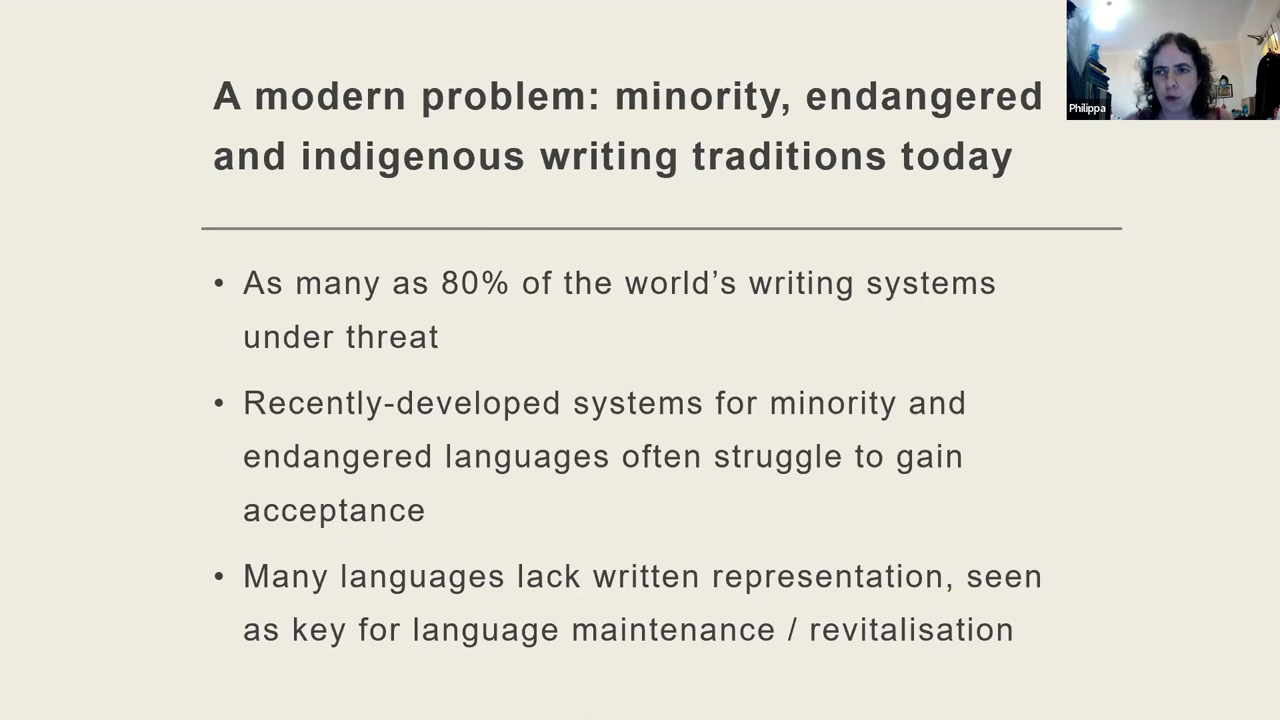 A modern problem: minority, endangered
and indigenous writing traditions today
Philippa
• As many as 80% of the world’s writing systems
under threat
• Recently-developed systems for minority and
endangered languages often struggle to gain
acceptance
• Many languages lack written representation, seen
as key for language maintenance / revitalisation